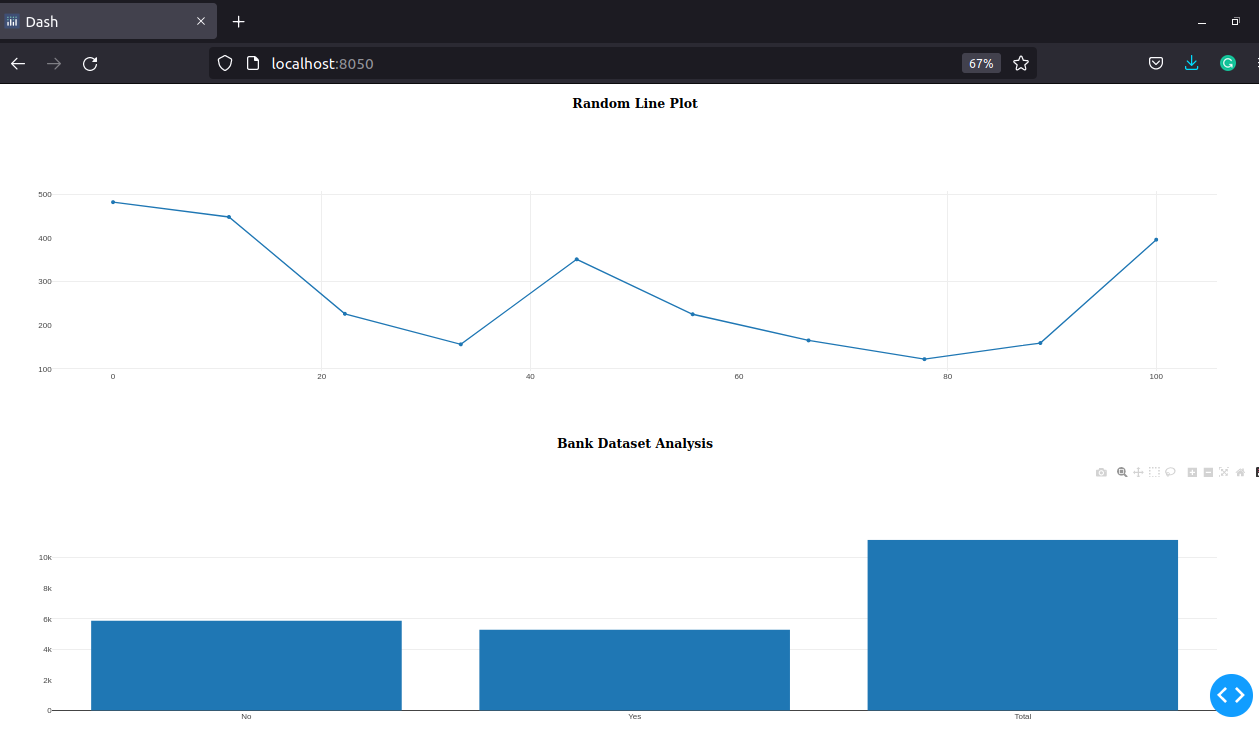 Dash
localhost:8050
67%
Random Line Plot
500
400
300
200
100
0 20 40 60 80 100
Bank Dataset Analysis
10k
8k
6k
4k
2k
0
No Yes Total